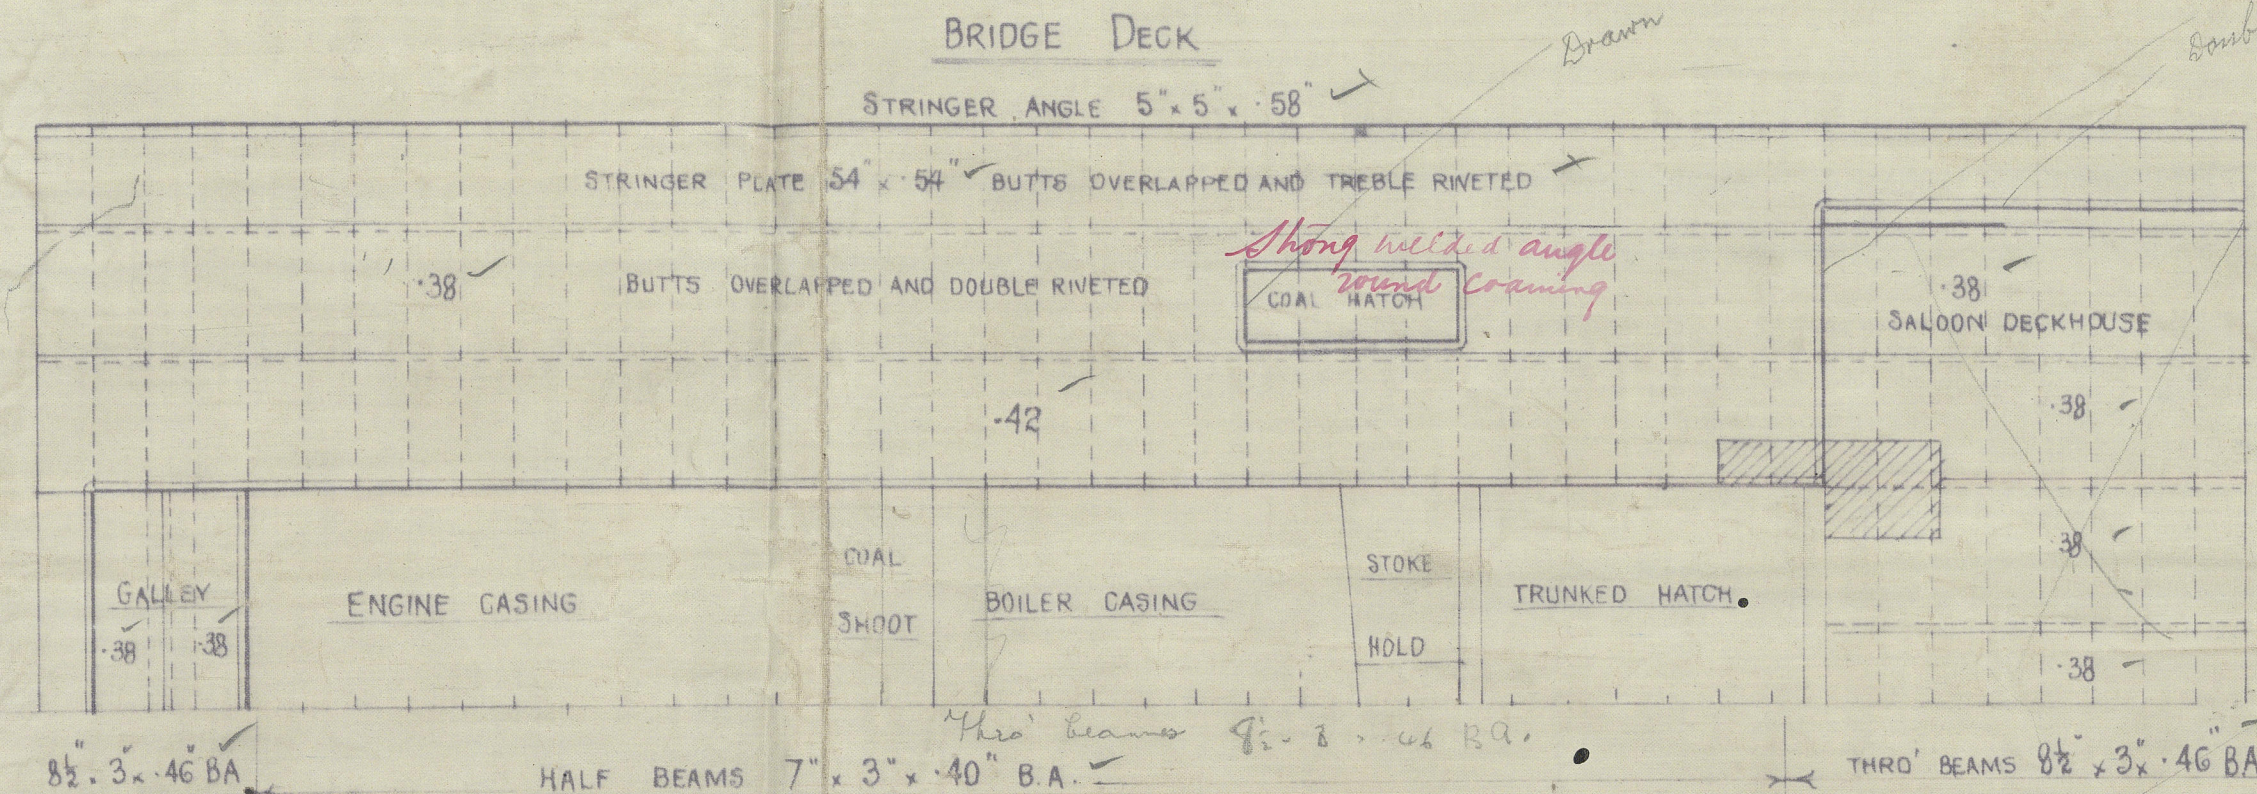 BRIDGE DECK
Drawn
STRINGER ANGLE 5" x 5" x .58"
STRINGER PLATE 54" x .54" BUTTS OVERLAPPED AND TREBLE RIVETED
Strong welded angle
round coaming
.38
BUTTS OVERLAPPED AND DOUBLE RIVETED
COAL HATCH
.38
SALOON DECKHOUSE
.42
.38
.38
GALLEY
.38 .38
ENGINE CASING
COAL
SHOOT
BOILER CASING
STOKE
HOLD
TRUNKED HATCH
.38
Thro' beams 8½ . 3 . .46 B.A.
8½" x 3" x .46" BA
HALF BEAMS 7" x 3" x .40" B.A.
THRO' BEAMS 8½" x 3" x .46" BA